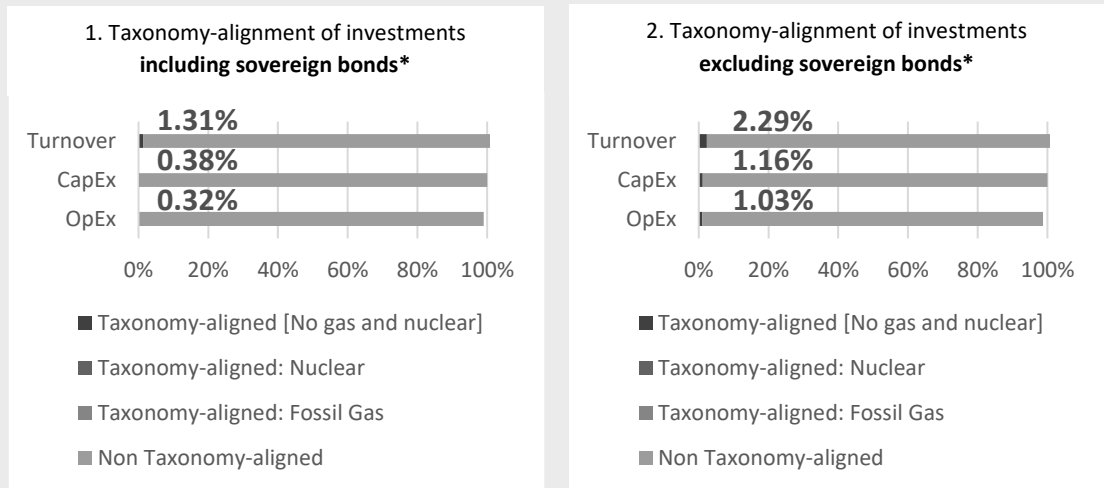 1. Taxonomy-alignment of investments
including sovereign bonds*
Turnover
1.31%
CapEx
0.38%
OpEx
0.32%
0% 20% 40% 60% 80% 100%
Taxonomy-aligned [No gas and nuclear]
Taxonomy-aligned: Nuclear
Taxonomy-aligned: Fossil Gas
Non Taxonomy-aligned
2. Taxonomy-alignment of investments
excluding sovereign bonds*
Turnover
2.29%
CapEx
1.16%
OpEx
1.03%
0% 20% 40% 60% 80% 100%
Taxonomy-aligned [No gas and nuclear]
Taxonomy-aligned: Nuclear
Taxonomy-aligned: Fossil Gas
Non Taxonomy-aligned